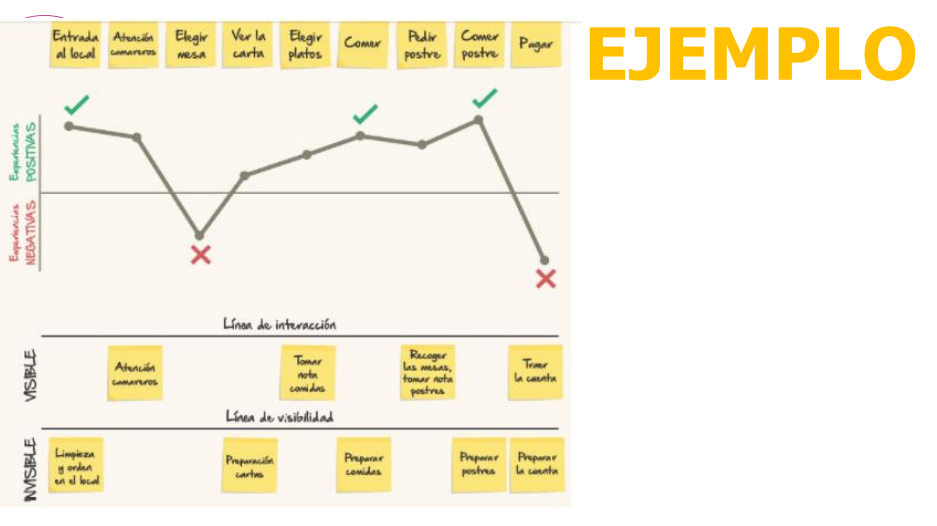 EJEMPLO
Entrada
al local
Atención
camareros
Elegir
mesa
Ver la
carta
Elegir
platos
Comer
Pedir
postre
Comer
postre
Pagar
Experiencias
POSITIVAS
Experiencias
NEGATIVAS
Línea de interacción
VISIBLE
Atención
camareros
Tomar
nota
comidas
Recoger
las mesas,
tomar nota
postres
Traer
la cuenta
Línea de visibilidad
INVISIBLE
Limpieza
y orden
en el local
Preparación
cartas
Preparar
comidas
Preparar
postres
Preparar
la cuenta